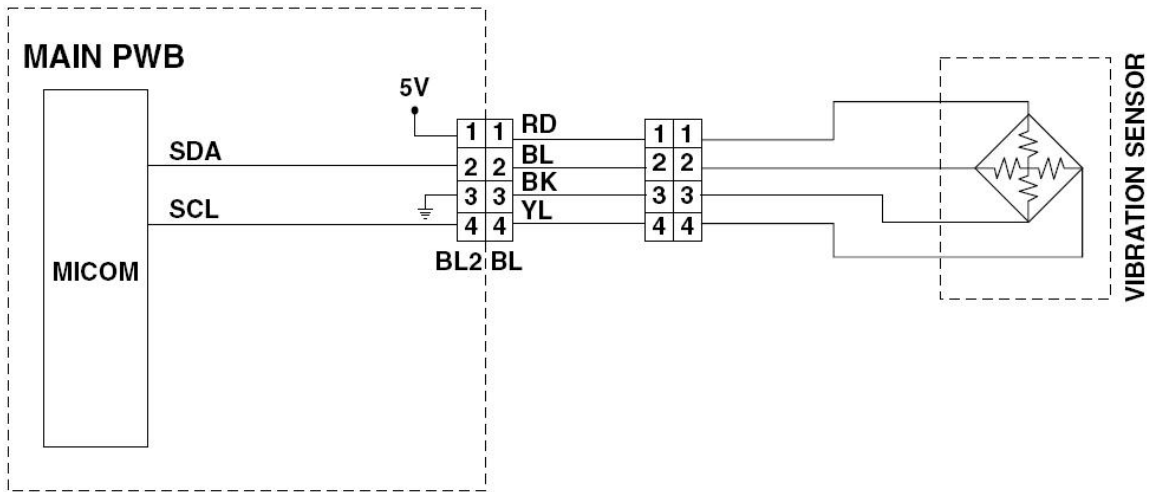 MAIN PWB
5V
1 1 RD 1 1
SDA
2 2 BL 2 2
3 3 BK 3 3
SCL
4 4 YL 4 4
BL2 BL
MICOM
VIBRATION SENSOR